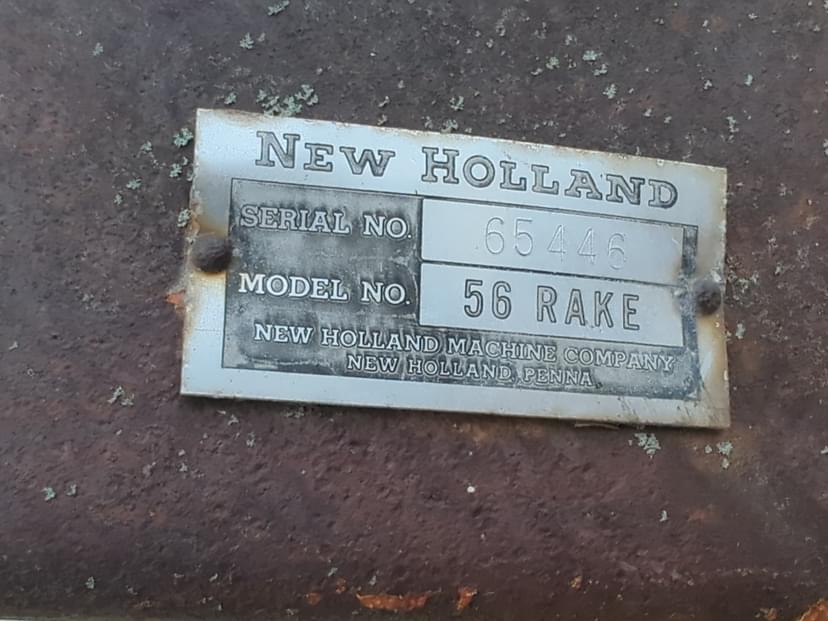 NEW HOLLAND
SERIAL NO. 65446
MODEL NO. 56 RAKE
NEW HOLLAND MACHINE COMPANY
NEW HOLLAND, PENNA.